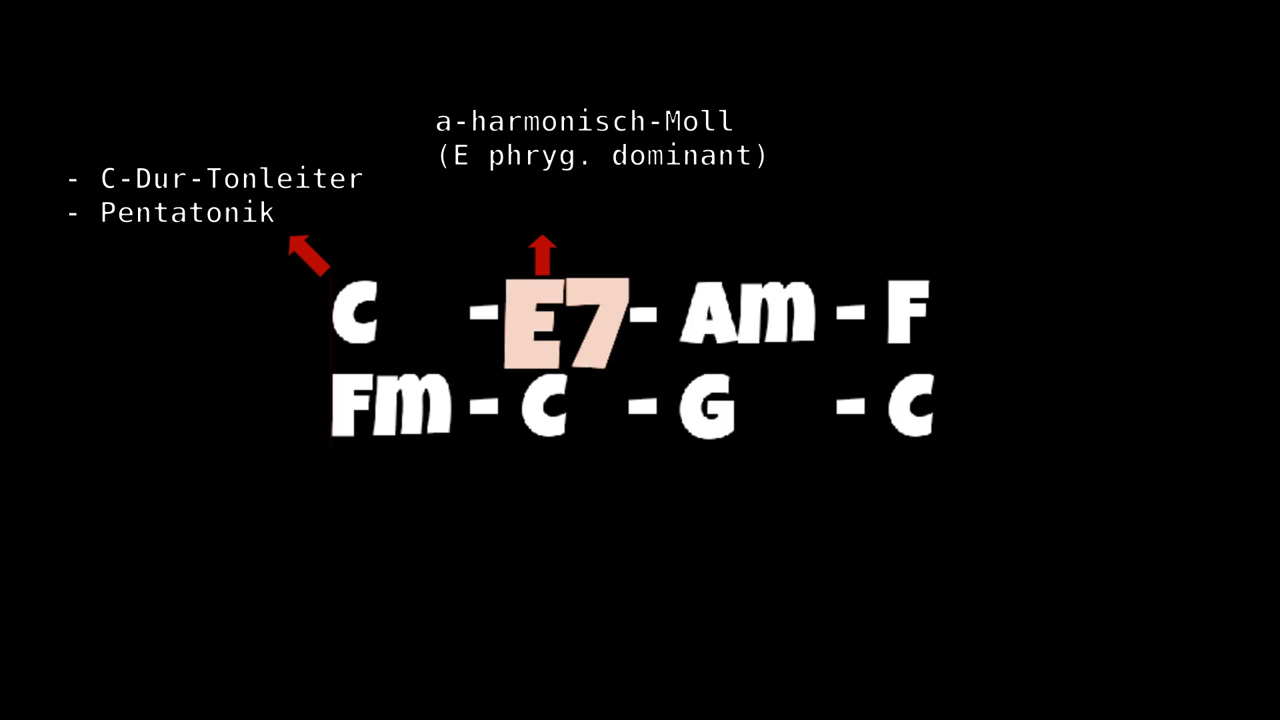 a-harmonisch-Moll
(E phryg. dominant)
- C-Dur-Tonleiter
- Pentatonik
C - E7 - Am - F
Fm - C - G - C